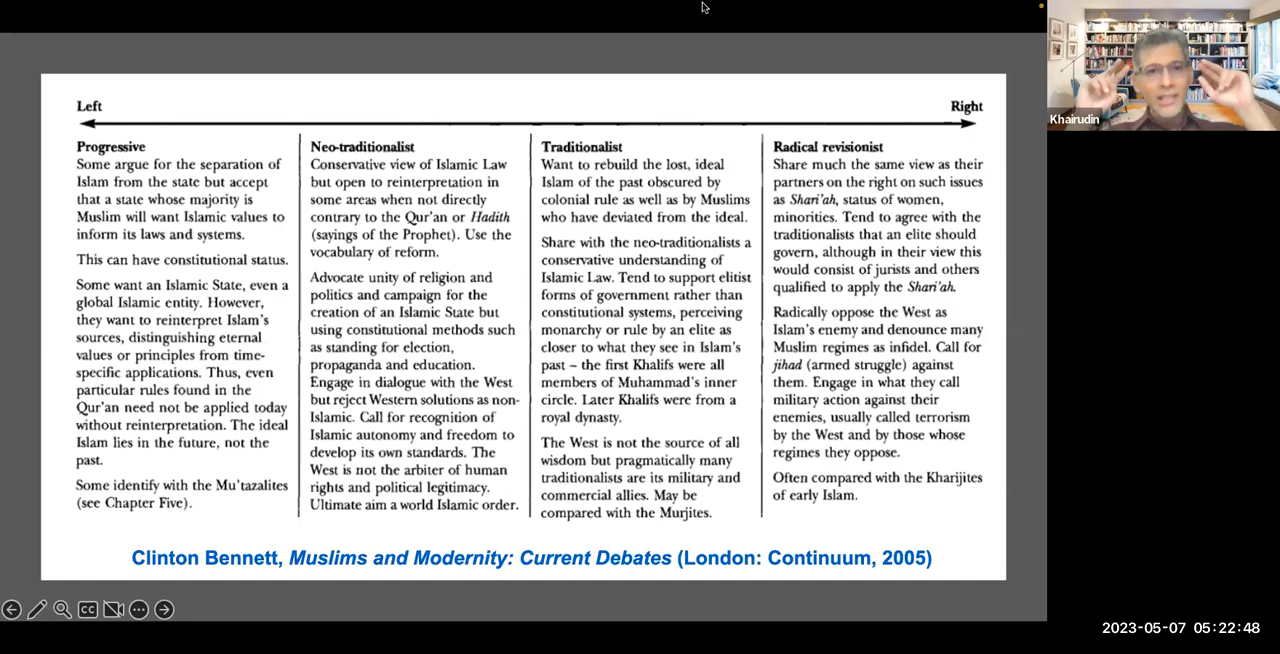 Left
Right
Progressive
Some argue for the separation of
Islam from the state but accept
that a state whose majority is
Muslim will want Islamic values to
inform its laws and systems.
This can have constitutional status.
Some want an Islamic State, even a
global Islamic entity. However,
they want to reinterpret Islam's
sources, distinguishing eternal
values or principles from time-
specific applications. Thus, even
particular rules found in the
Qur'an need not be applied today
without reinterpretation. The ideal
Islam lies in the future, not the
past.
Some identify with the Mu'tazalites
(see Chapter Five).
Neo-traditionalist
Conservative view of Islamic Law
but open to reinterpretation in
some areas when not directly
contrary to the Qur'an or Hadith
(sayings of the Prophet). Use the
vocabulary of reform.
Advocate unity of religion and
politics and campaign for the
creation of an Islamic State but
using constitutional methods such
as standing for election,
propaganda and education.
Engage in dialogue with the West
but reject Western solutions as non-
Islamic. Call for recognition of
Islamic autonomy and freedom to
develop its own standards. The
West is not the arbiter of human
rights and political legitimacy.
Ultimate aim a world Islamic order.
Traditionalist
Want to rebuild the lost, ideal
Islam of the past obscured by
colonial rule as well as by Muslims
who have deviated from the ideal.
Share with the neo-traditionalists a
conservative understanding of
Islamic Law. Tend to support elitist
forms of government rather than
constitutional systems, perceiving
monarchy or rule by an elite as
closer to what they see in Islam's
past – the first Khalifs were all
members of Muhammad's inner
circle. Later Khalifs were from a
royal dynasty.
The West is not the source of all
wisdom but pragmatically many
traditionalists are its military and
commercial allies. May be
compared with the Murjites.
Radical revisionist
Share much the same view as their
partners on the right on such issues
as Shari'ah, status of women,
minorities. Tend to agree with the
traditionalists that an elite should
govern, although in their view this
would consist of jurists and others
qualified to apply the Shari'ah.
Radically oppose the West as
Islam's enemy and denounce many
Muslim regimes as infidel. Call for
jihad (armed struggle) against
them. Engage in what they call
military action against their
enemies, usually called terrorism
by the West and by those whose
regimes they oppose.
Often compared with the Kharijites
of early Islam.
Clinton Bennett, Muslims and Modernity: Current Debates (London: Continuum, 2005)
Khairudin
CC
2023-05-07 05:22:48